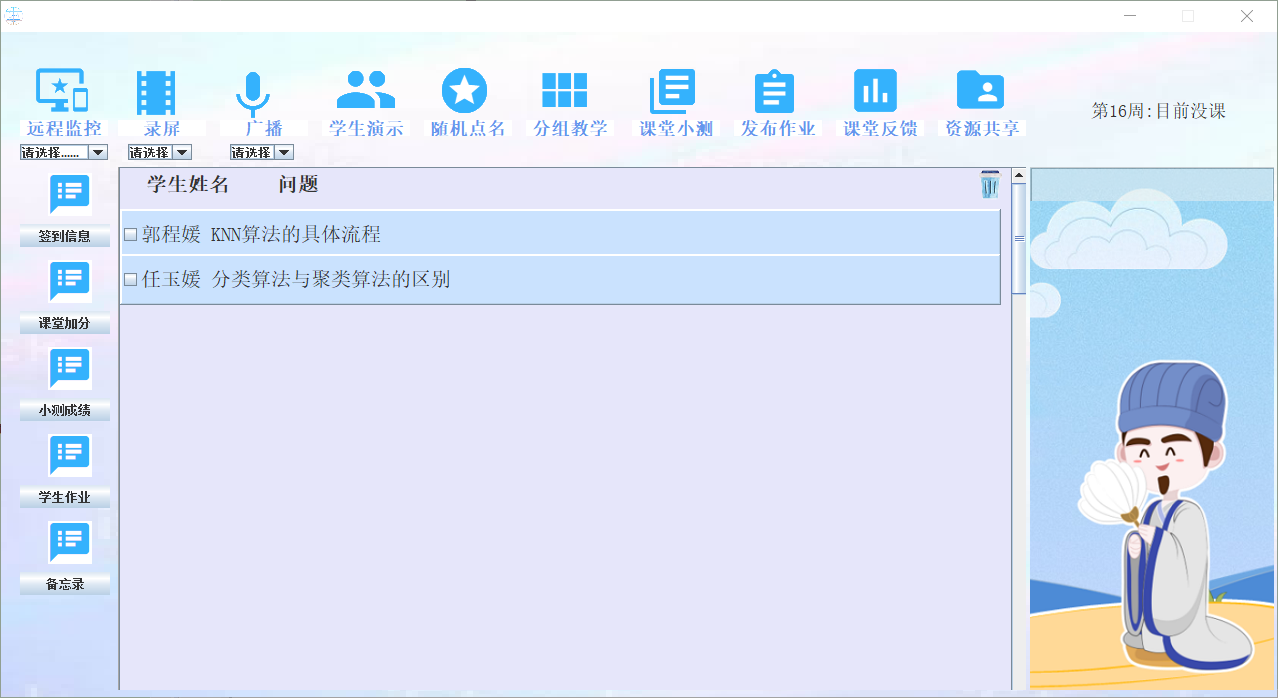 远程监控 录屏 广播 学生演示 随机点名 分组教学 课堂小测 发布作业 课堂反馈 资源共享
第16周:目前没课
请选择...... 请选择 请选择
学生姓名 问题
签到信息
郭程媛 KNN算法的具体流程
任玉媛 分类算法与聚类算法的区别
课堂加分
小测成绩
学生作业
备忘录